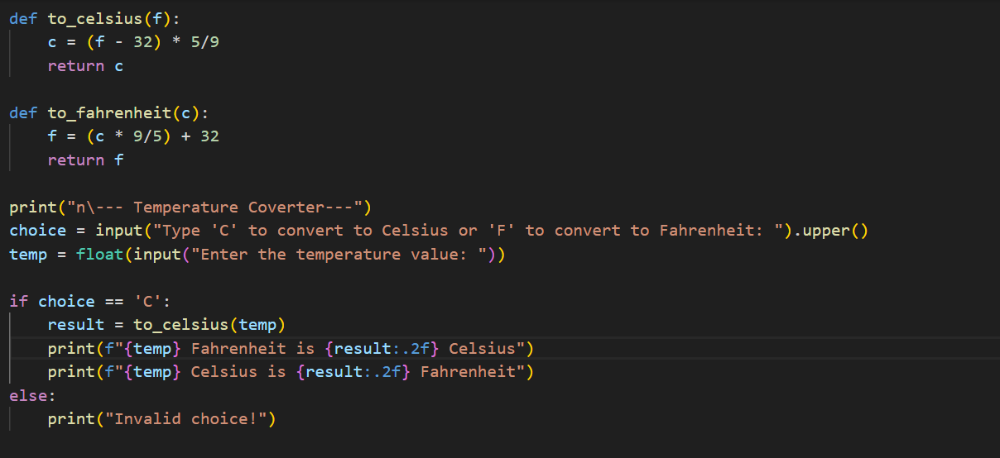 def to_celsius(f):
    c = (f - 32) * 5/9
    return c

def to_fahrenheit(c):
    f = (c * 9/5) + 32
    return f

print("n\--- Temperature Coverter---")
choice = input("Type 'C' to convert to Celsius or 'F' to convert to Fahrenheit: ").upper()
temp = float(input("Enter the temperature value: "))

if choice == 'C':
    result = to_celsius(temp)
    print(f"{temp} Fahrenheit is {result:.2f} Celsius")
    print(f"{temp} Celsius is {result:.2f} Fahrenheit")
else:
    print("Invalid choice!")